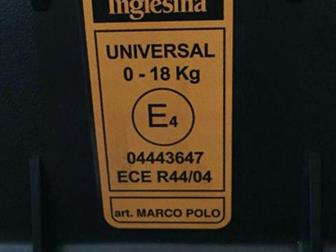 Inglesina
UNIVERSAL
0 - 18 Kg
E4
04443647
ECE R44/04
art. MARCO POLO